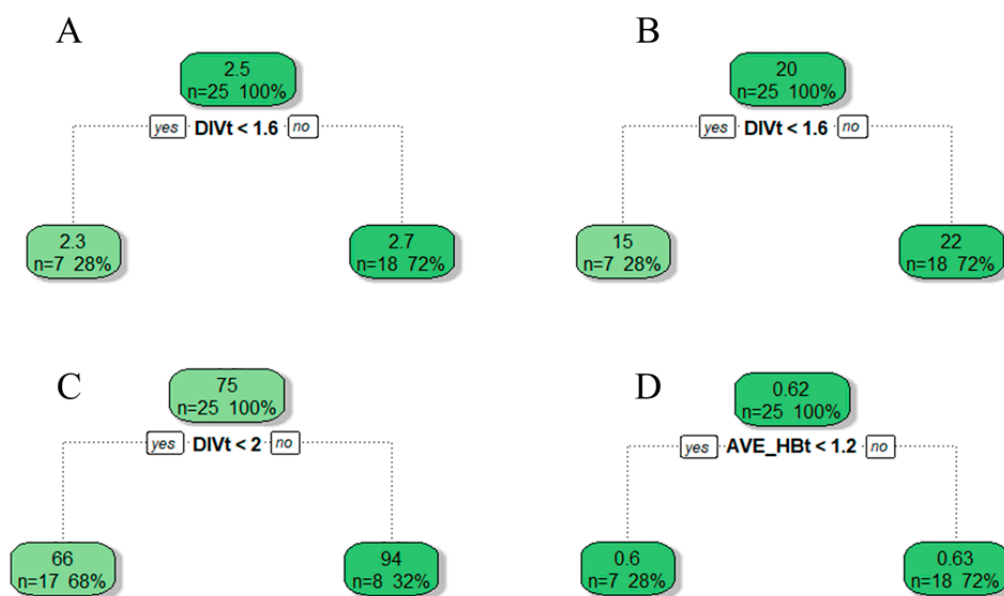 A
2.5
n=25 100%
yes DIVt < 1.6 no
2.3
n=7 28%
2.7
n=18 72%
B
20
n=25 100%
yes DIVt < 1.6 no
15
n=7 28%
22
n=18 72%
C
75
n=25 100%
yes DIVt < 2 no
66
n=17 68%
94
n=8 32%
D
0.62
n=25 100%
yes AVE_HBt < 1.2 no
0.6
n=7 28%
0.63
n=18 72%